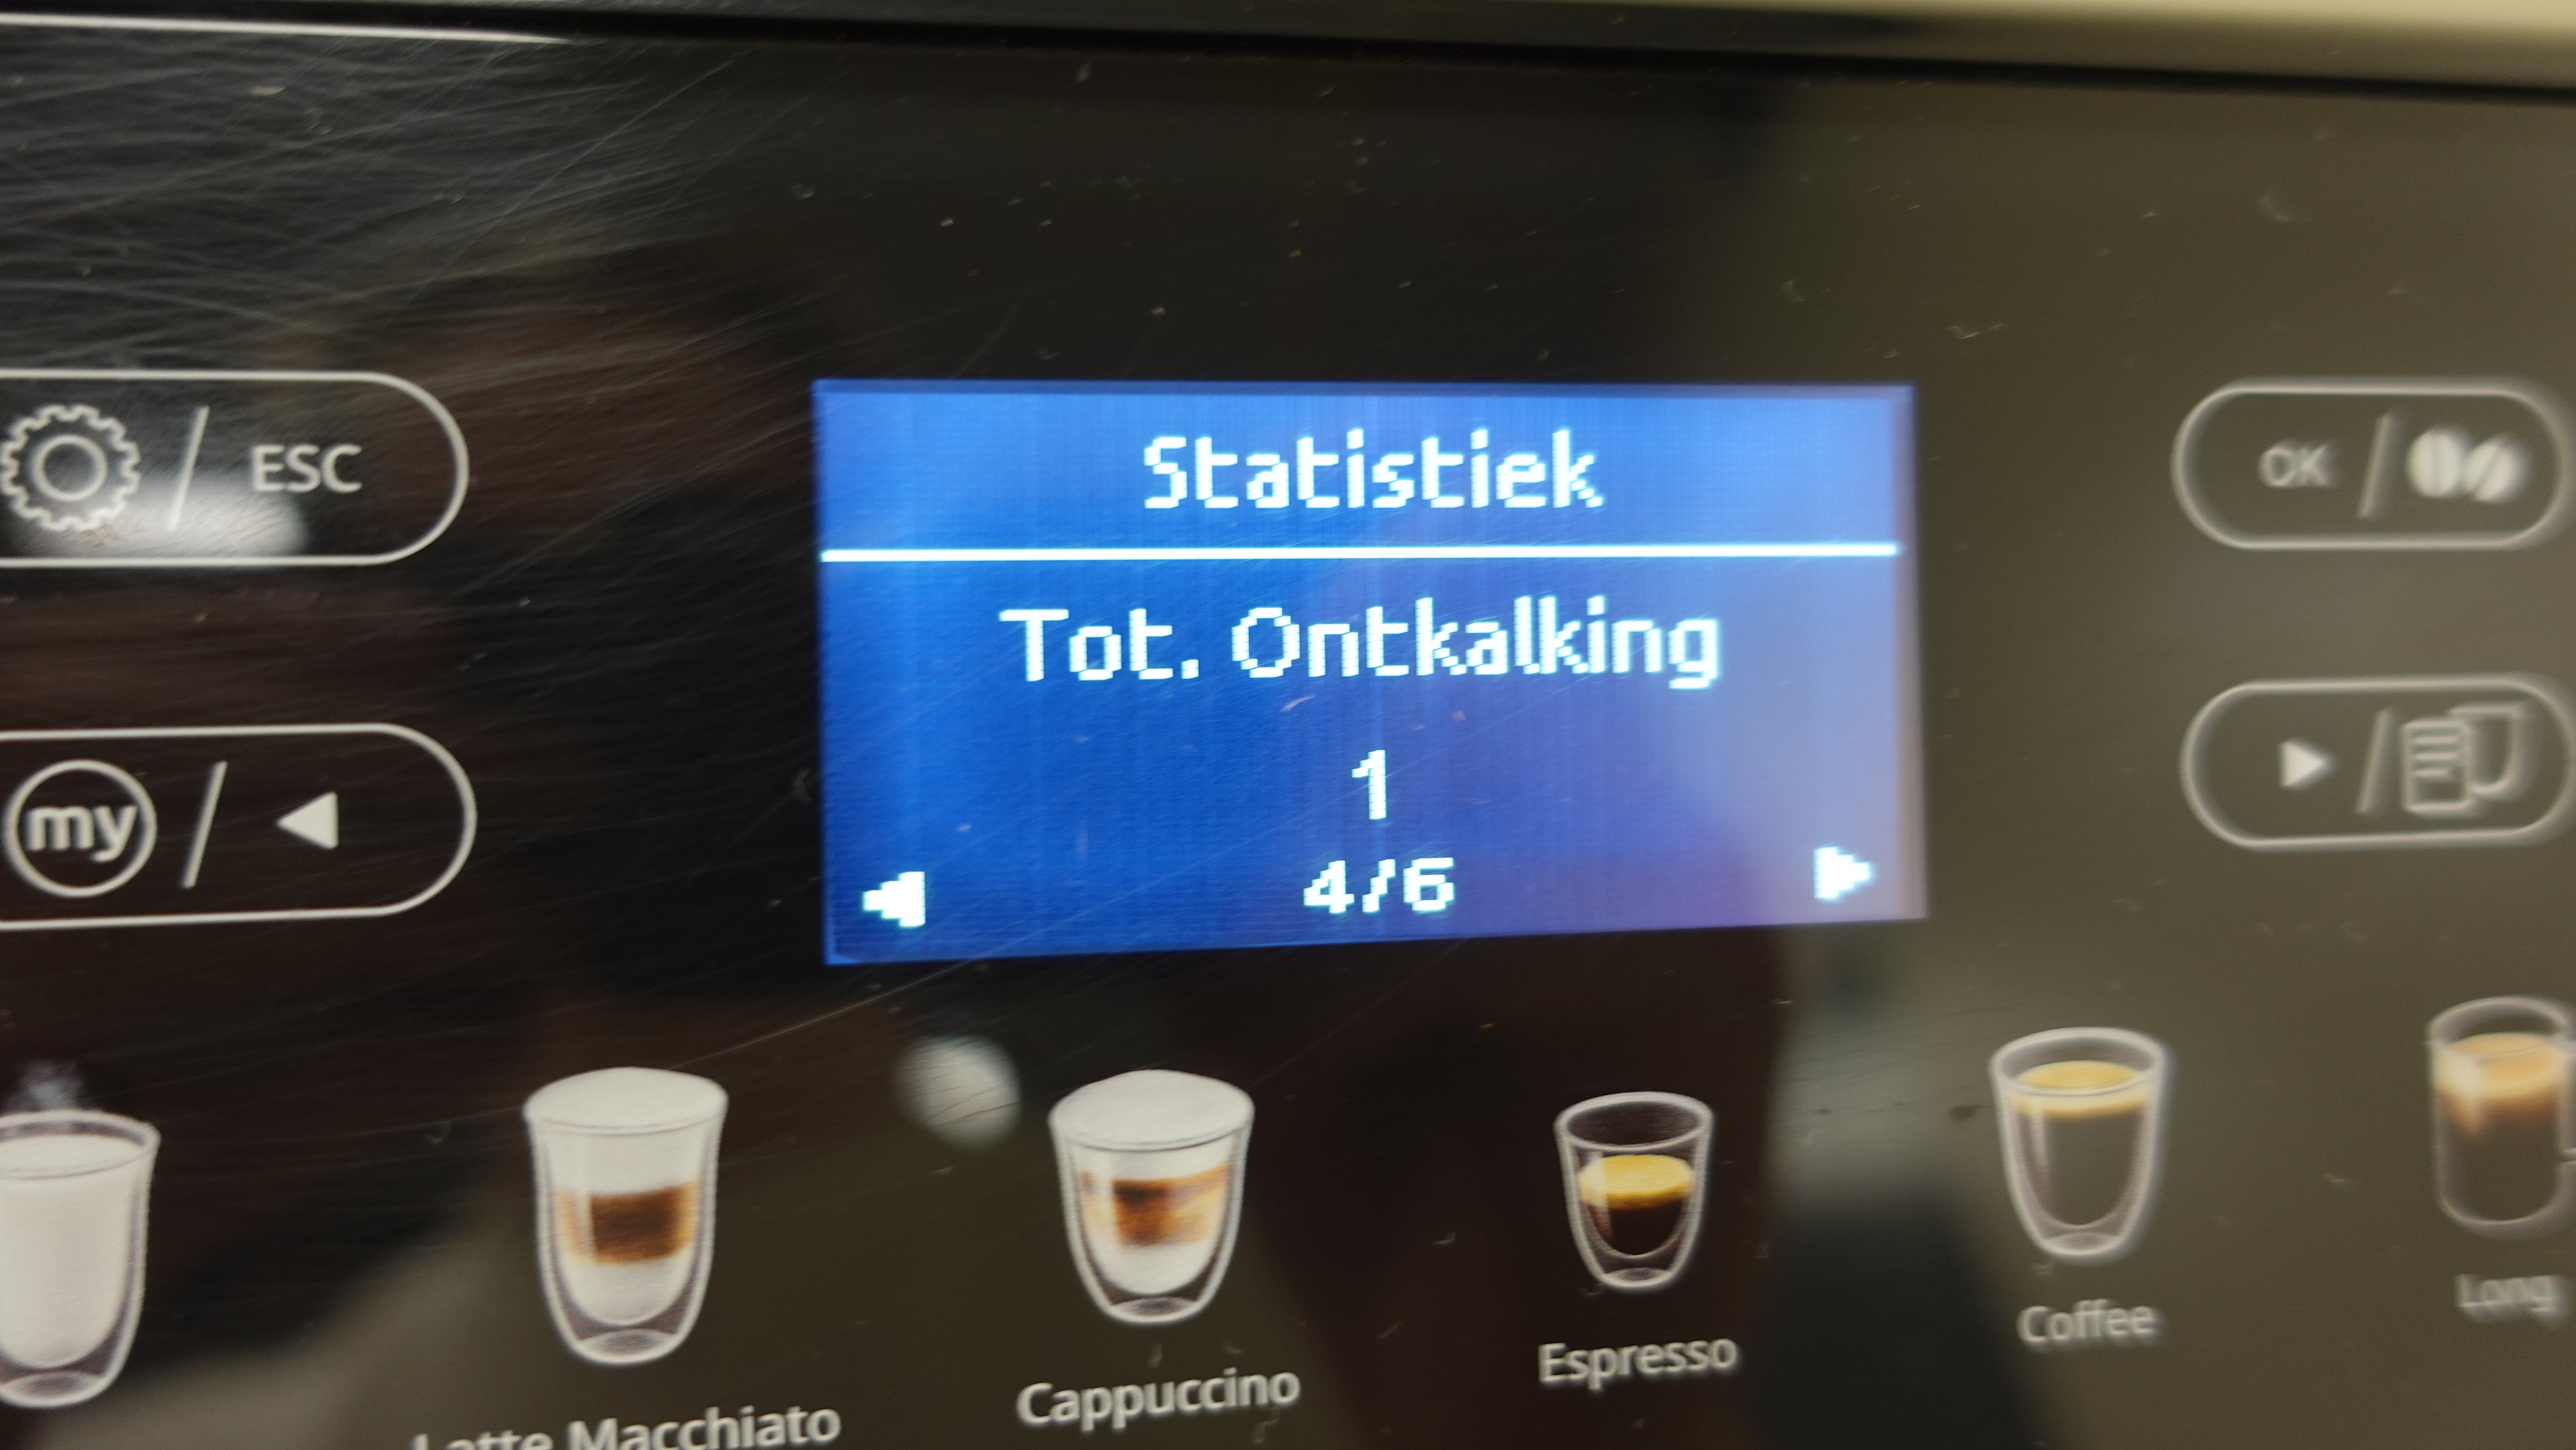 Statistiek
ESC
OK
Tot. Ontkalking
my
1
4/6
Latte Macchiato
Cappuccino
Espresso
Coffee
Long